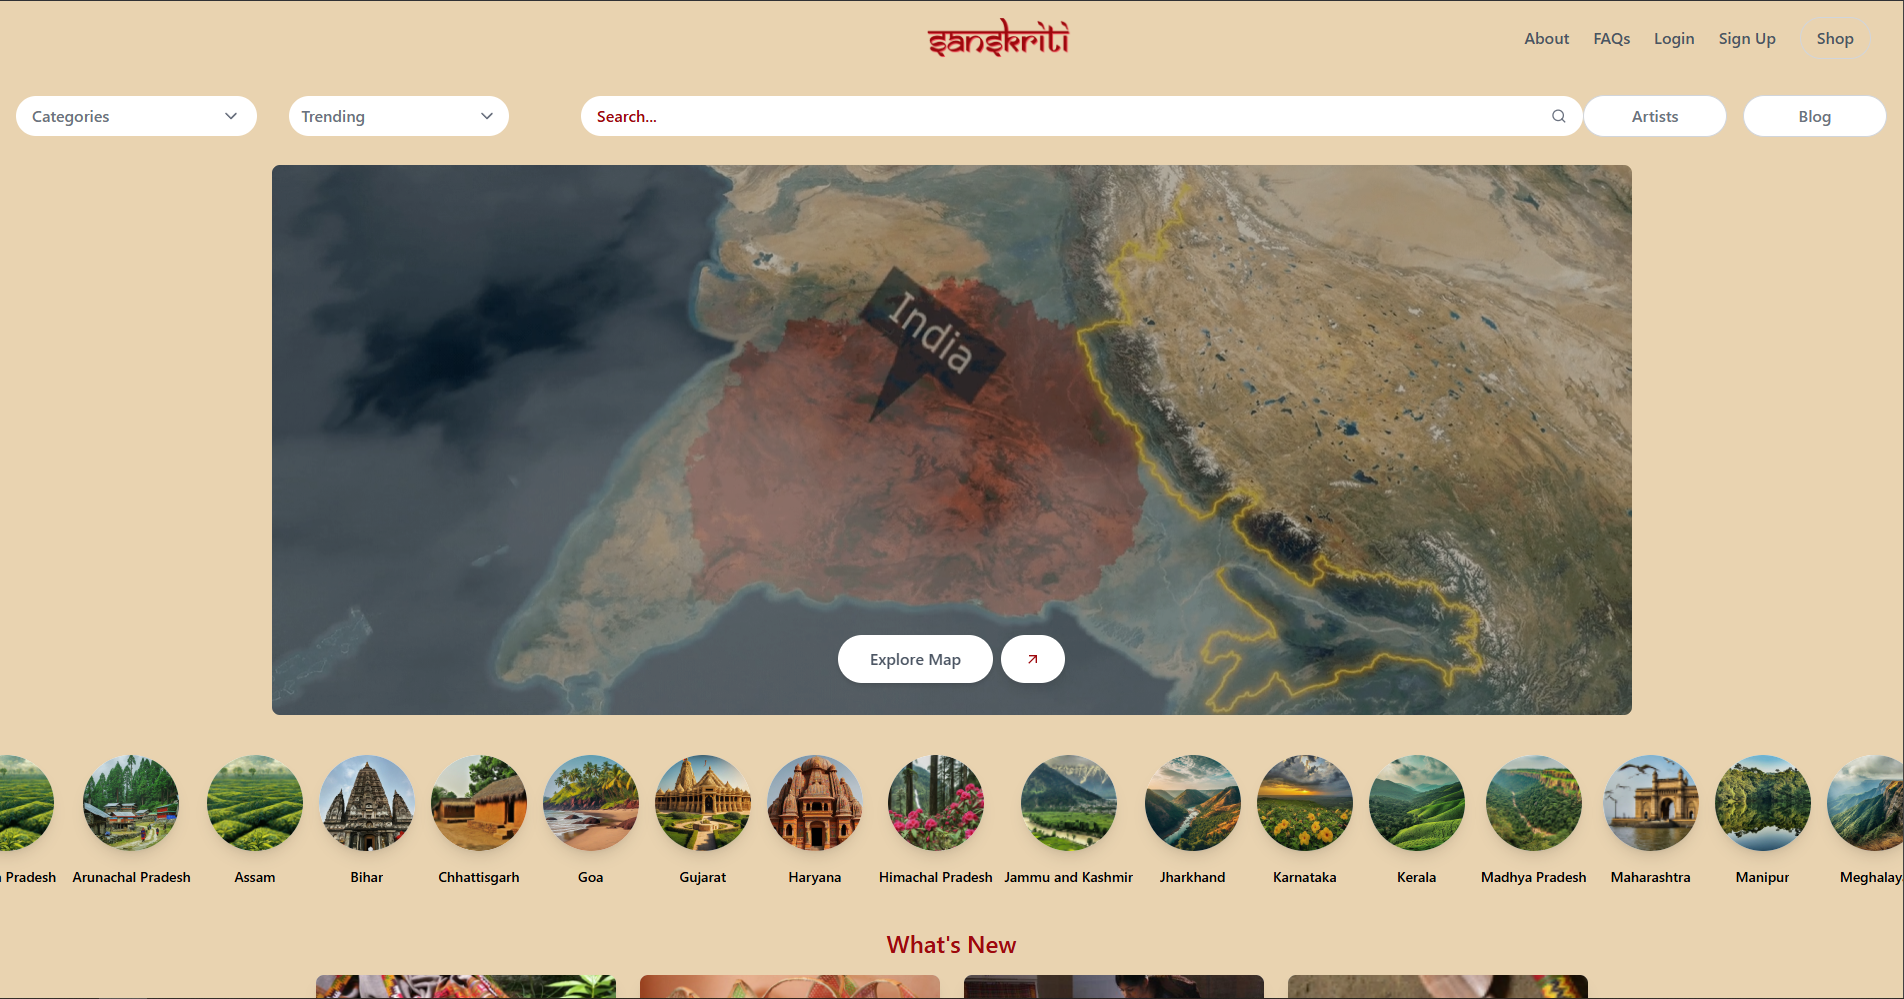 sanskriti
About FAQs Login Sign Up Shop
Categories Trending Search... Artists Blog
India
Explore Map
Pradesh Arunachal Pradesh Assam Bihar Chhattisgarh Goa Gujarat Haryana Himachal Pradesh Jammu and Kashmir Jharkhand Karnataka Kerala Madhya Pradesh Maharashtra Manipur Meghalay
What's New